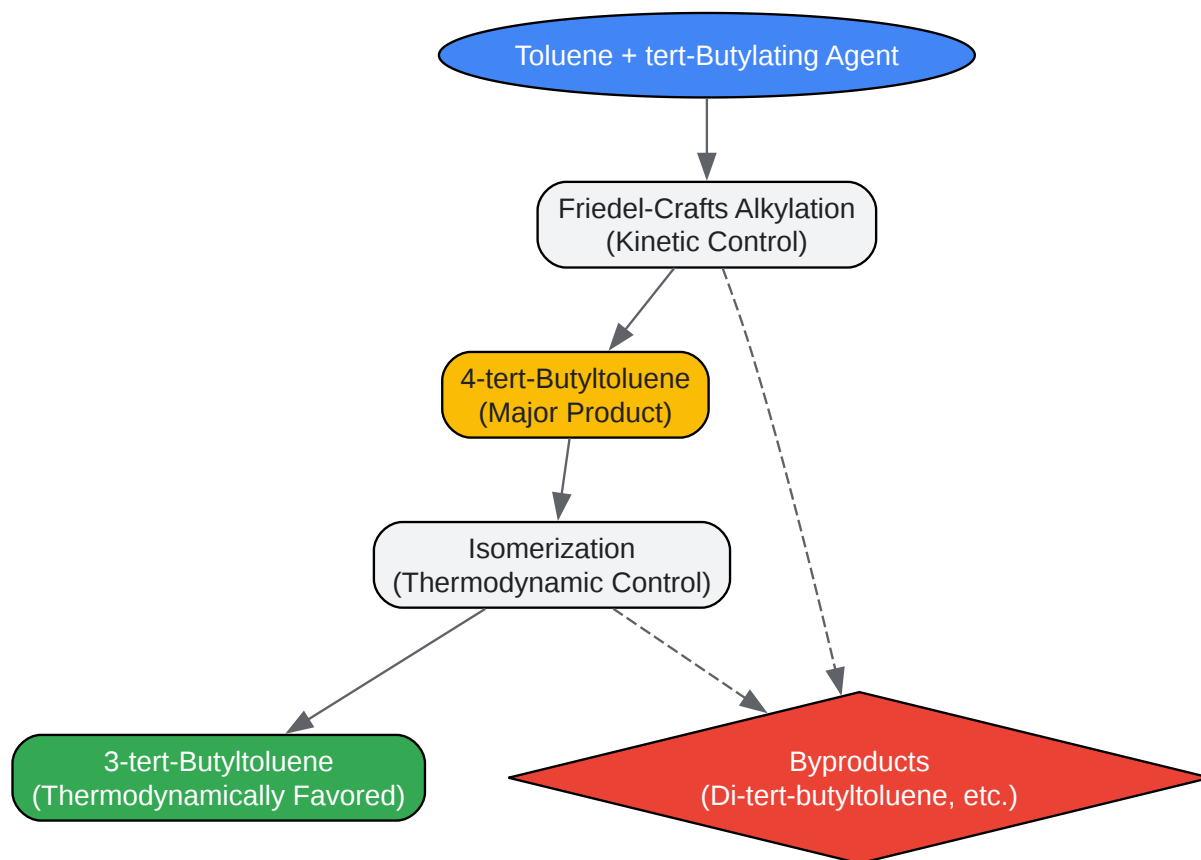 Toluene + tert-Butylating Agent
Friedel-Crafts Alkylation
(Kinetic Control)
4-tert-Butyltoluene
(Major Product)
Isomerization
(Thermodynamic Control)
3-tert-Butyltoluene
(Thermodynamically Favored)
Byproducts
(Di-tert-butyltoluene, etc.)